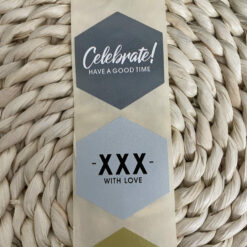 Celebrate!
HAVE A GOOD TIME
-XXX-
WITH LOVE